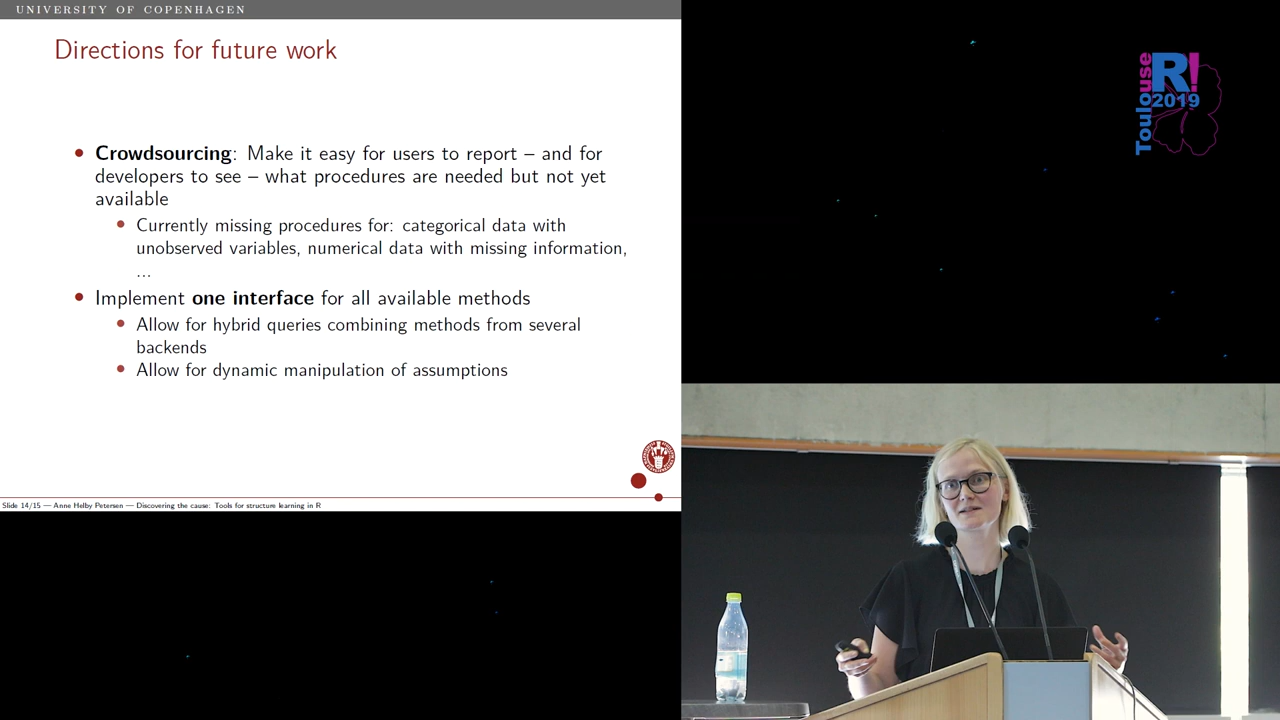 UNIVERSITY OF COPENHAGEN
Directions for future work
• Crowdsourcing: Make it easy for users to report – and for
developers to see – what procedures are needed but not yet
available
• Currently missing procedures for: categorical data with
unobserved variables, numerical data with missing information,
...
• Implement one interface for all available methods
• Allow for hybrid queries combining methods from several
backends
• Allow for dynamic manipulation of assumptions
Slide 14/15 — Anne Helby Petersen — Discovering the cause: Tools for structure learning in R
Toulouse
R!
2019